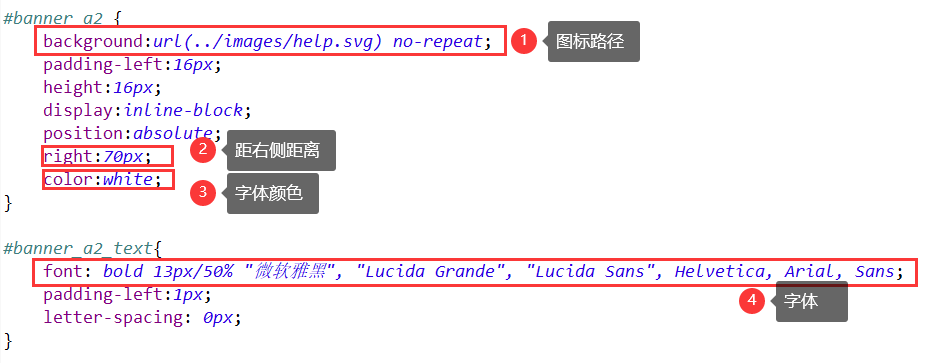 #banner_a2 {
background:url(../images/help.svg) no-repeat; 1 图标路径
padding-left:16px;
height:16px;
display:inline-block;
position:absolute;
right:70px; 2 距右侧距离
color:white; 3 字体颜色
}
#banner_a2_text{
font: bold 13px/50% "微软雅黑", "Lucida Grande", "Lucida Sans", Helvetica, Arial, Sans;
padding-left:1px; 4 字体
letter-spacing: 0px;
}